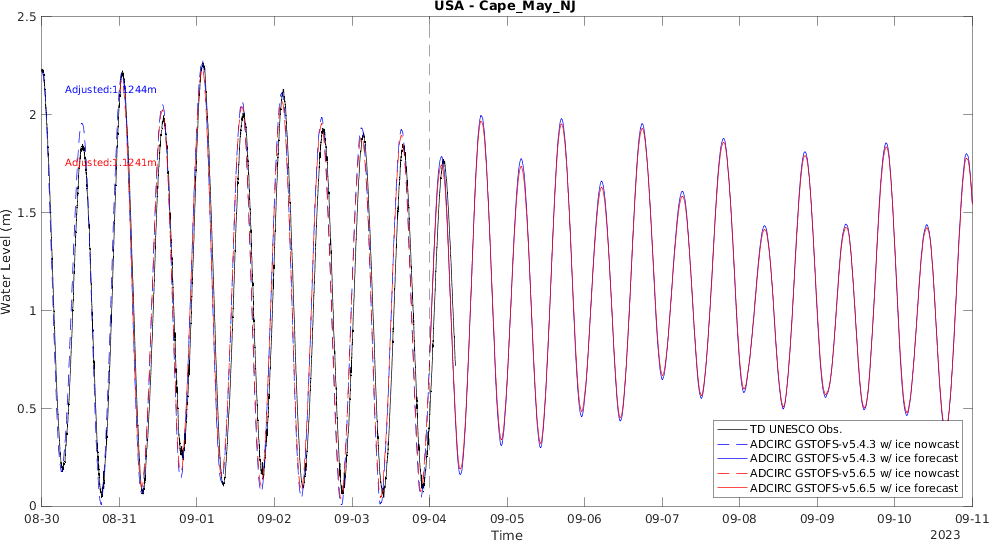 USA - Cape_May_NJ
2.5
2
1.5
1
0.5
0
Water Level (m)
Adjusted:1.1244m
Adjusted:1.1241m
TD UNESCO Obs.
ADCIRC GSTOFS-v5.4.3 w/ ice nowcast
ADCIRC GSTOFS-v5.4.3 w/ ice forecast
ADCIRC GSTOFS-v5.6.5 w/ ice nowcast
ADCIRC GSTOFS-v5.6.5 w/ ice forecast
08-30 08-31 09-01 09-02 09-03 09-04 09-05 09-06 09-07 09-08 09-09 09-10 09-11
Time
2023